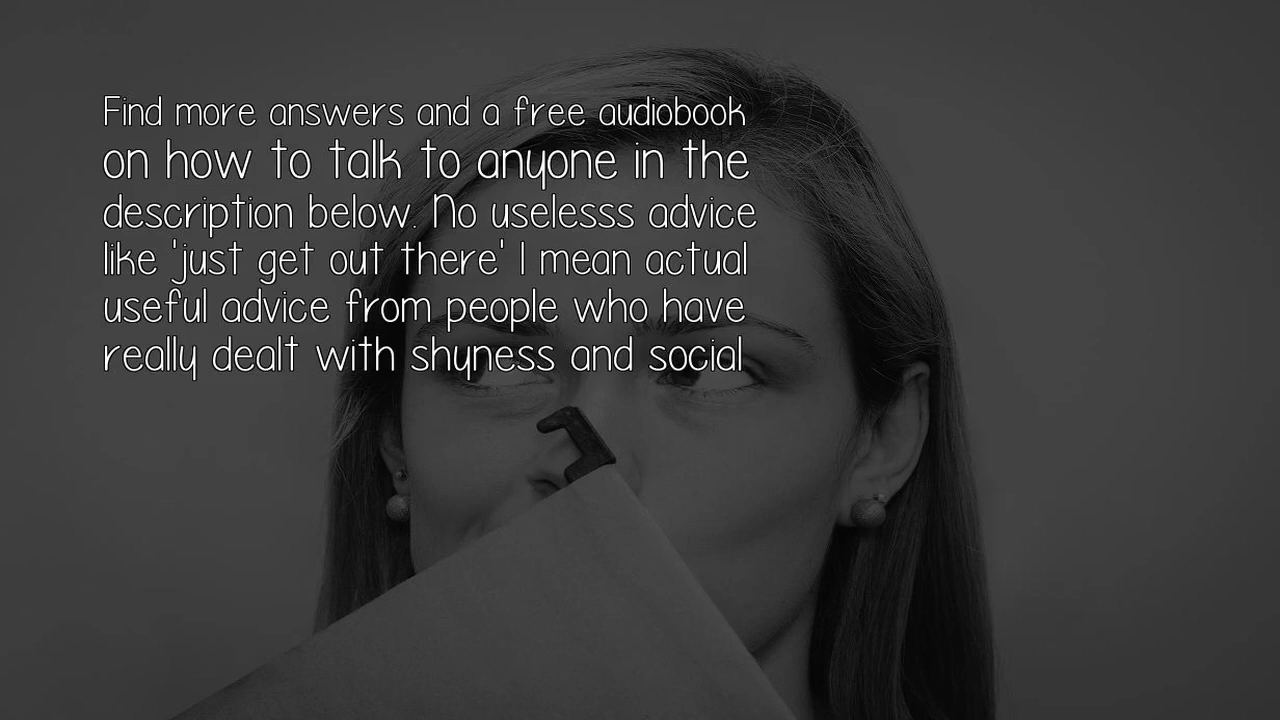 Find more answers and a free audiobook
on how to talk to anyone in the
description below. No uselesss advice
like 'just get out there' I mean actual
useful advice from people who have
really dealt with shyness and social